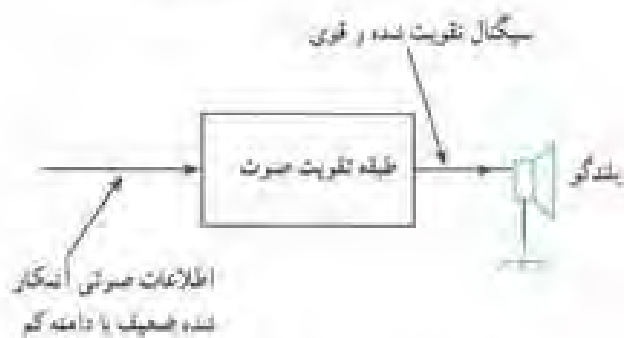 سیگنال تقویت شده و قوی
طبقه تقویت صوت
بلندگو
اطلاعات صوتی آشکار
شده ضعیف با دامنه کم